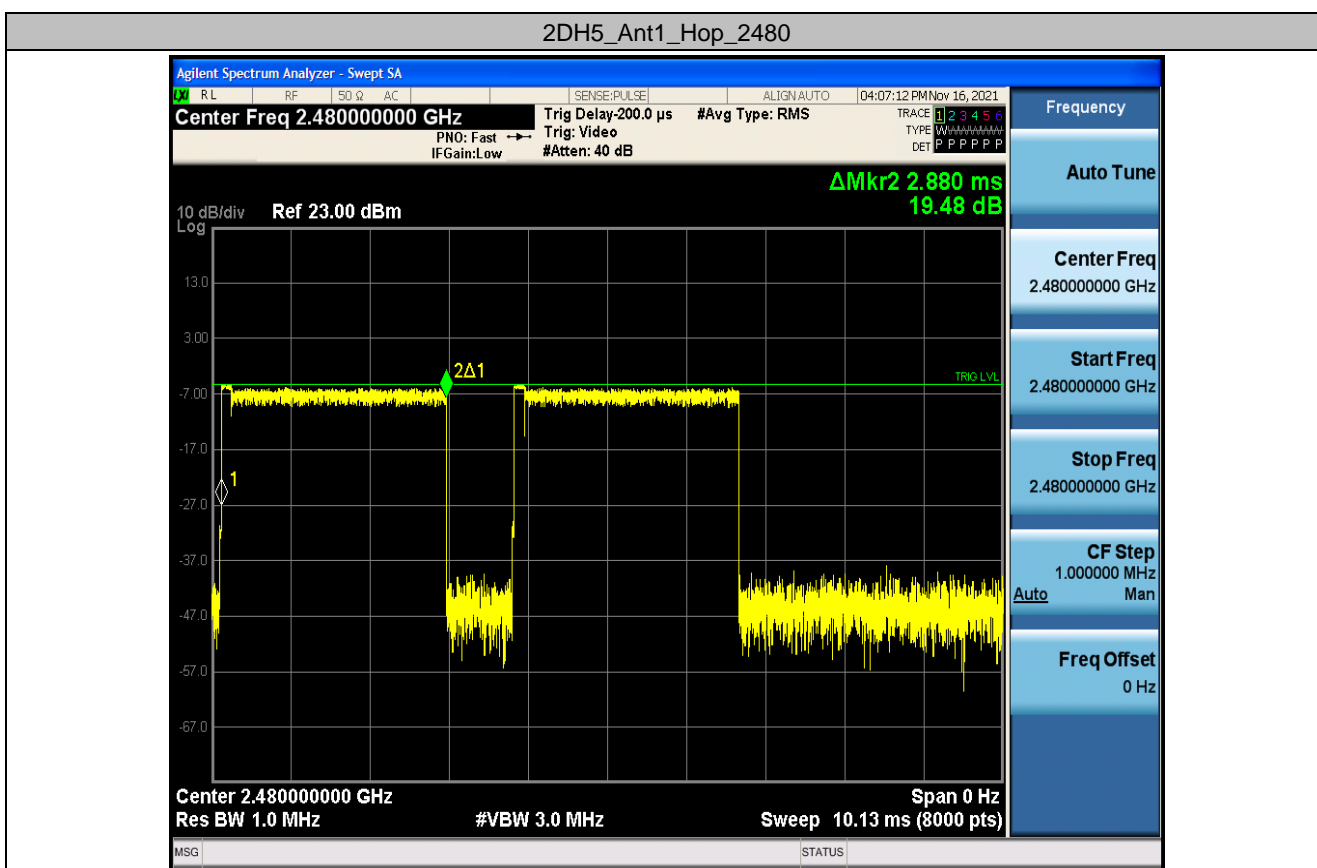 2DH5_Ant1_Hop_2480
Agilent Spectrum Analyzer - Swept SA
LXI RL RF 50 Ω AC SENSE:PULSE ALIGN AUTO 04:07:12 PM Nov 16, 2021
Center Freq 2.480000000 GHz
PNO: Fast
IFGain:Low
Trig Delay-200.0 µs
Trig: Video
#Atten: 40 dB
#Avg Type: RMS
TRACE 1 2 3 4 5 6
TYPE WWWWWW
DET P P P P P P
ΔMkr2 2.880 ms
19.48 dB
10 dB/div Ref 23.00 dBm
Log
13.0
3.00
-7.00
-17.0
-27.0
-37.0
-47.0
-57.0
-67.0
2Δ1
TRIG LVL
1
Center 2.480000000 GHz Span 0 Hz
Res BW 1.0 MHz #VBW 3.0 MHz Sweep 10.13 ms (8000 pts)
MSG STATUS
Frequency
Auto Tune
Center Freq
2.480000000 GHz
Start Freq
2.480000000 GHz
Stop Freq
2.480000000 GHz
CF Step
1.000000 MHz
Auto Man
Freq Offset
0 Hz